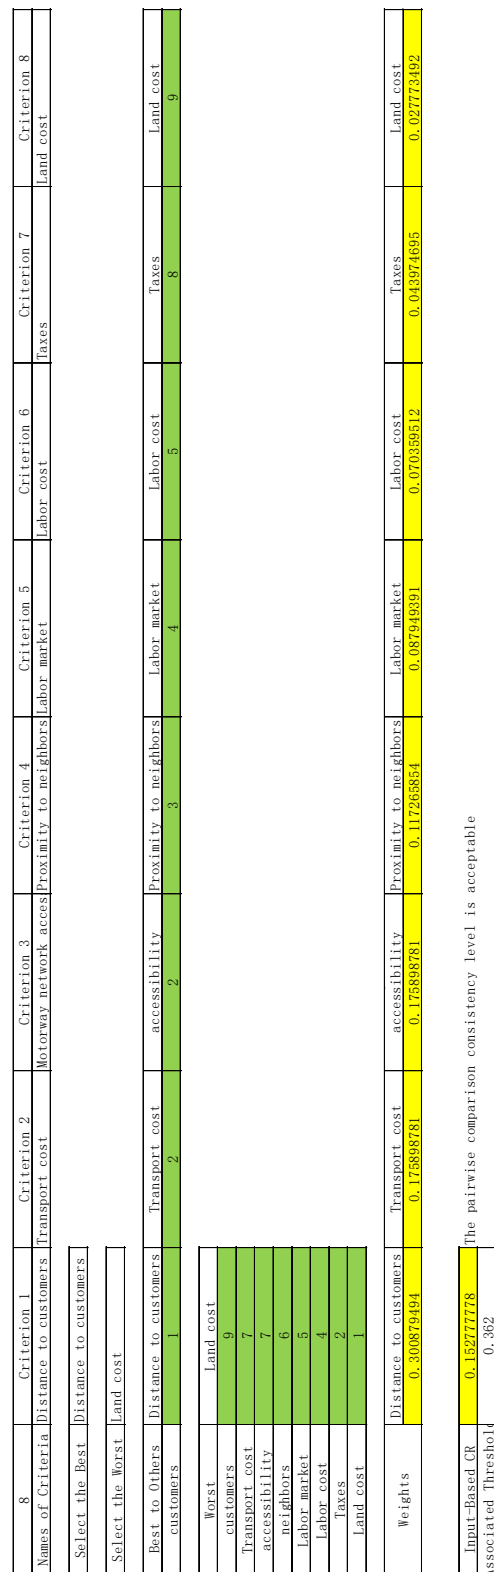 8 Criterion 1 Criterion 2 Criterion 3 Criterion 4 Criterion 5 Criterion 6 Criterion 7 Criterion 8
Names of Criteria Distance to customers Transport cost Motorway network acces Proximity to neighbors Labor market Labor cost Taxes Land cost
Select the Best Distance to customers
Select the Worst Land cost
Best to Others Distance to customers Transport cost accessibility Proximity to neighbors Labor market Labor cost Taxes Land cost
customers 1 2 2 3 4 5 8 9
Worst Land cost
customers 9
Transport cost 7
accessibility 7
neighbors 6
Labor market 5
Labor cost 4
Taxes 2
Land cost 1
Weights Distance to customers Transport cost accessibility Proximity to neighbors Labor market Labor cost Taxes Land cost
0.300879494 0.175898781 0.175898781 0.117265854 0.087949391 0.070359512 0.043974695 0.027773492
Input-Based CR 0.152777778 The pairwise comparison consistency level is acceptable
Associated Threshold 0.362